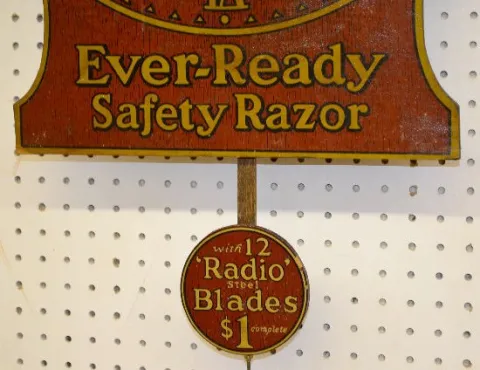 Ever-Ready
Safety Razor
with 12
'Radio'
Steel
Blades
$1 complete